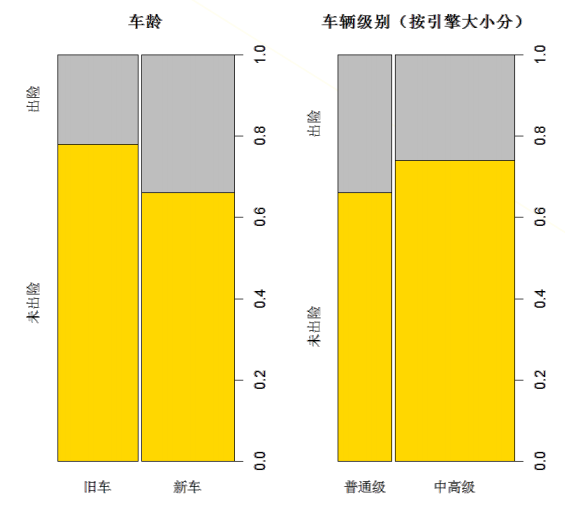 车龄
出险
未出险
0.0
0.2
0.4
0.6
0.8
1.0
旧车
新车
车辆级别（按引擎大小分）
出险
未出险
0.0
0.2
0.4
0.6
0.8
1.0
普通级
中高级